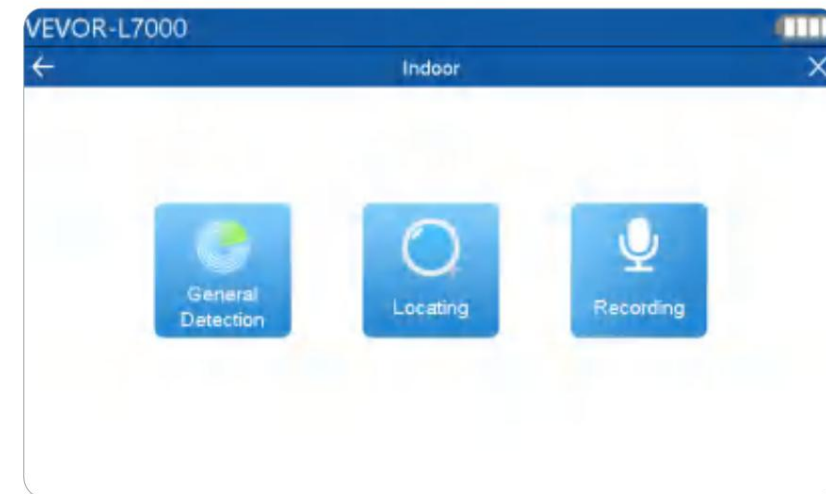 VEVOR-L7000
Indoor
General
Detection
Locating
Recording